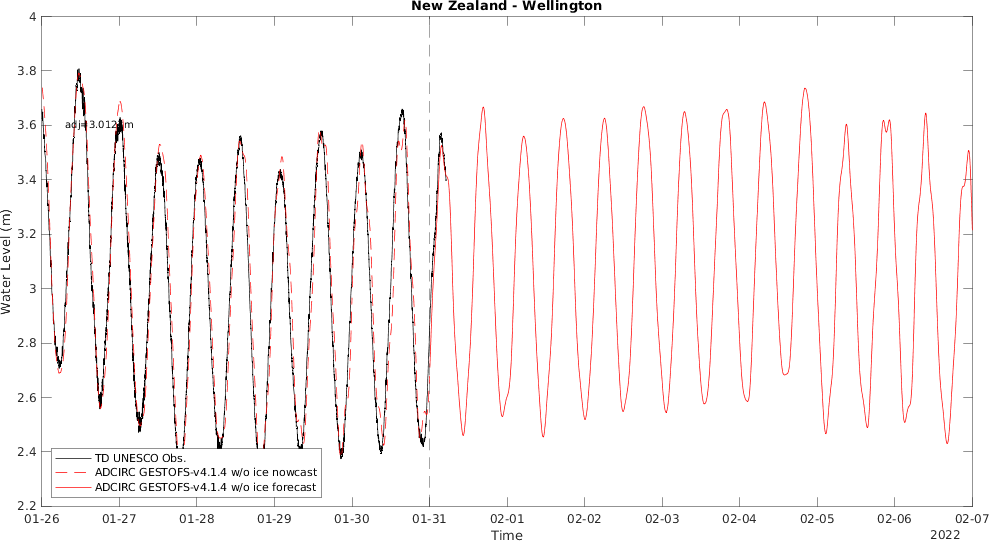 New Zealand - Wellington
4
3.8
3.6
3.4
3.2
3
2.8
2.6
2.4
2.2
Water Level (m)
TD UNESCO Obs.
ADCIRC GESTOFS-v4.1.4 w/o ice nowcast
ADCIRC GESTOFS-v4.1.4 w/o ice forecast
01-26 01-27 01-28 01-29 01-30 01-31 02-01 02-02 02-03 02-04 02-05 02-06 02-07
Time
2022